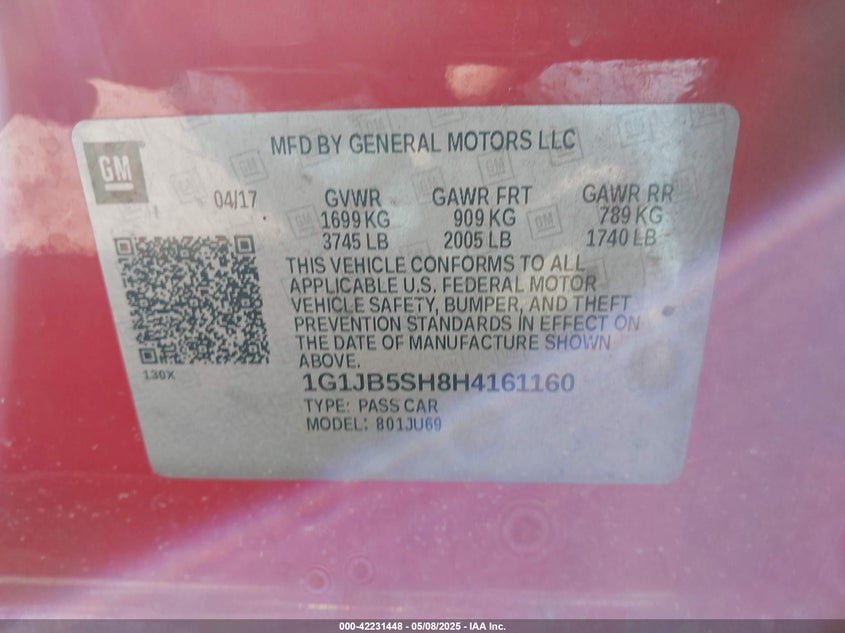 MFD BY GENERAL MOTORS LLC
GM
04/17
GVWR GAWR FRT GAWR RR
1699 KG 909 KG 789 KG
3745 LB 2005 LB 1740 LB
THIS VEHICLE CONFORMS TO ALL
APPLICABLE U.S. FEDERAL MOTOR
VEHICLE SAFETY, BUMPER, AND THEFT
PREVENTION STANDARDS IN EFFECT ON
THE DATE OF MANUFACTURE SHOWN
ABOVE.
130X
1G1JB5SH8H4161160
TYPE: PASS CAR
MODEL: 801JU69
000-42231448 - 05/08/2025 - IAA Inc.